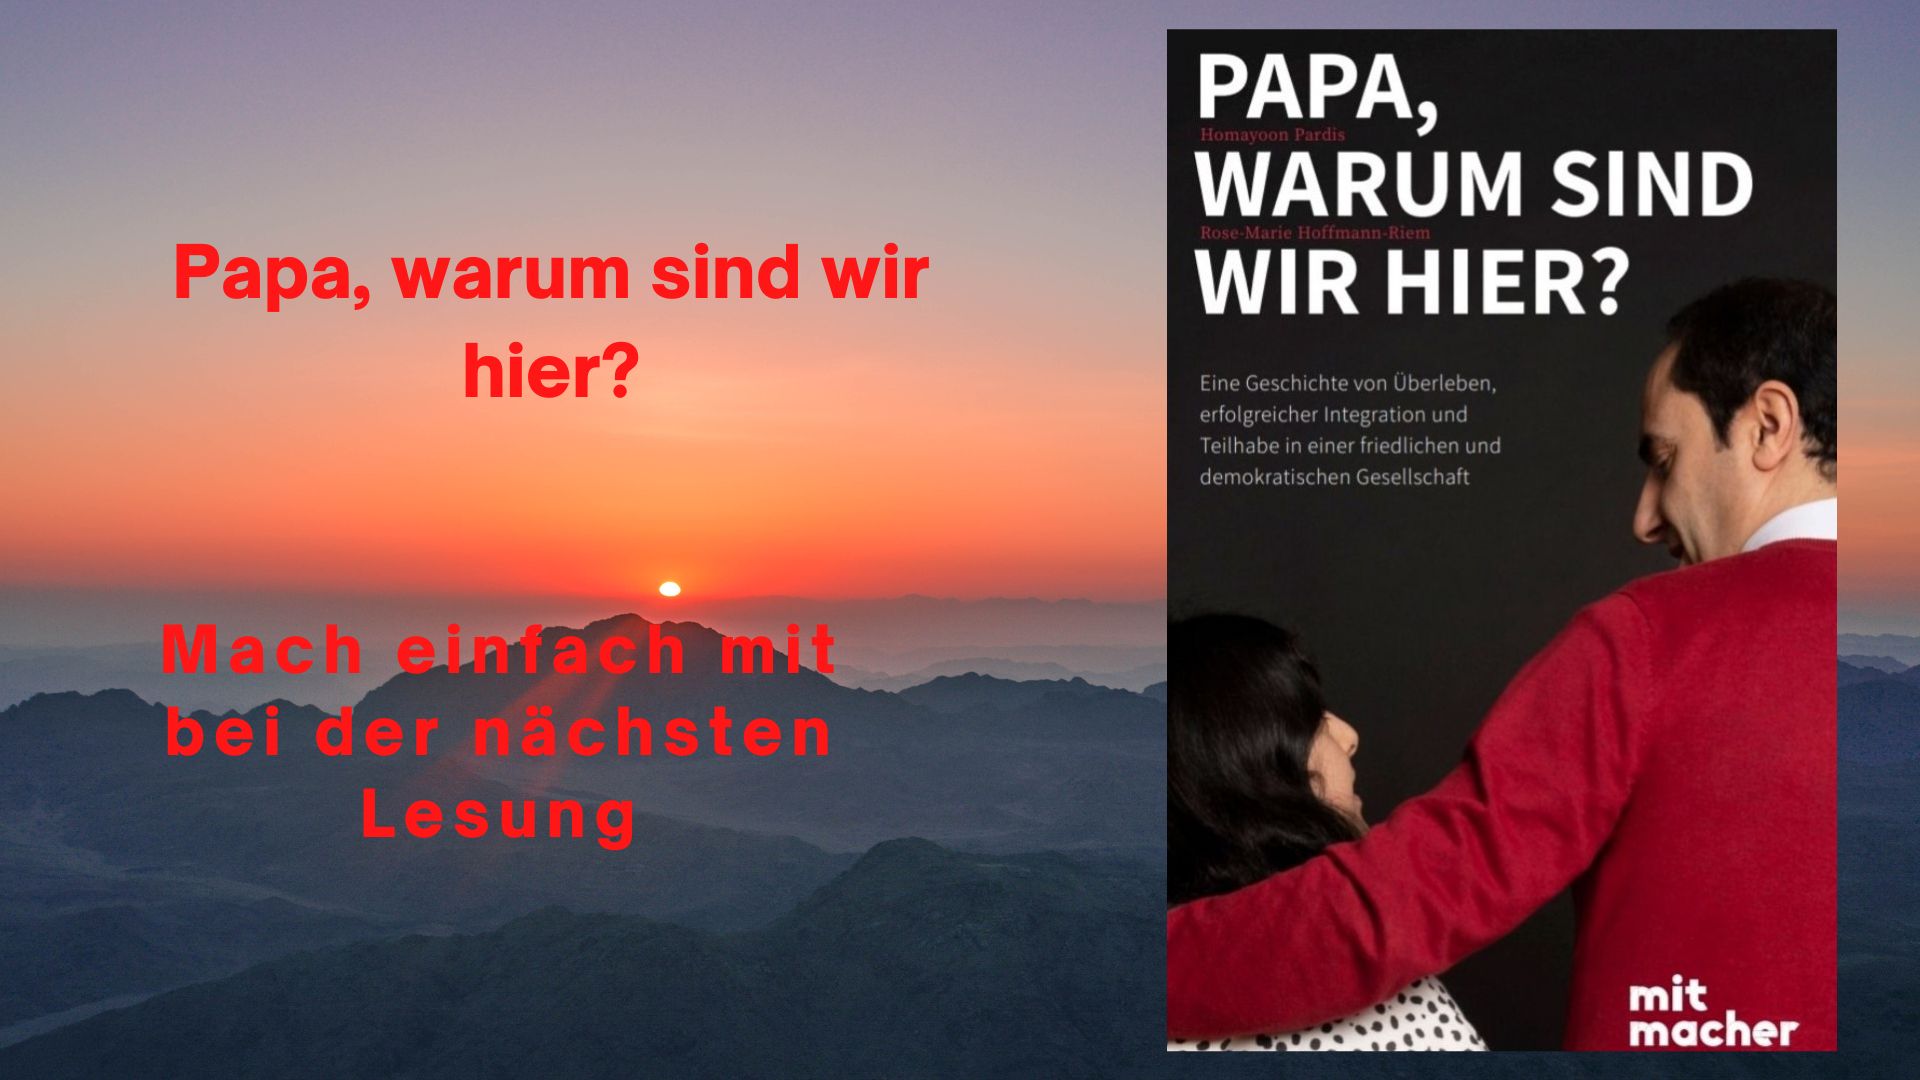 Papa, warum sind wir
hier?
Mach einfach mit
bei der nächsten
Lesung
PAPA,
Homayoon Pardis
WARUM SIND
Rose-Marie Hoffmann-Riem
WIR HIER?
Eine Geschichte von Überleben,
erfolgreicher Integration und
Teilhabe in einer friedlichen und
demokratischen Gesellschaft
mit
macher